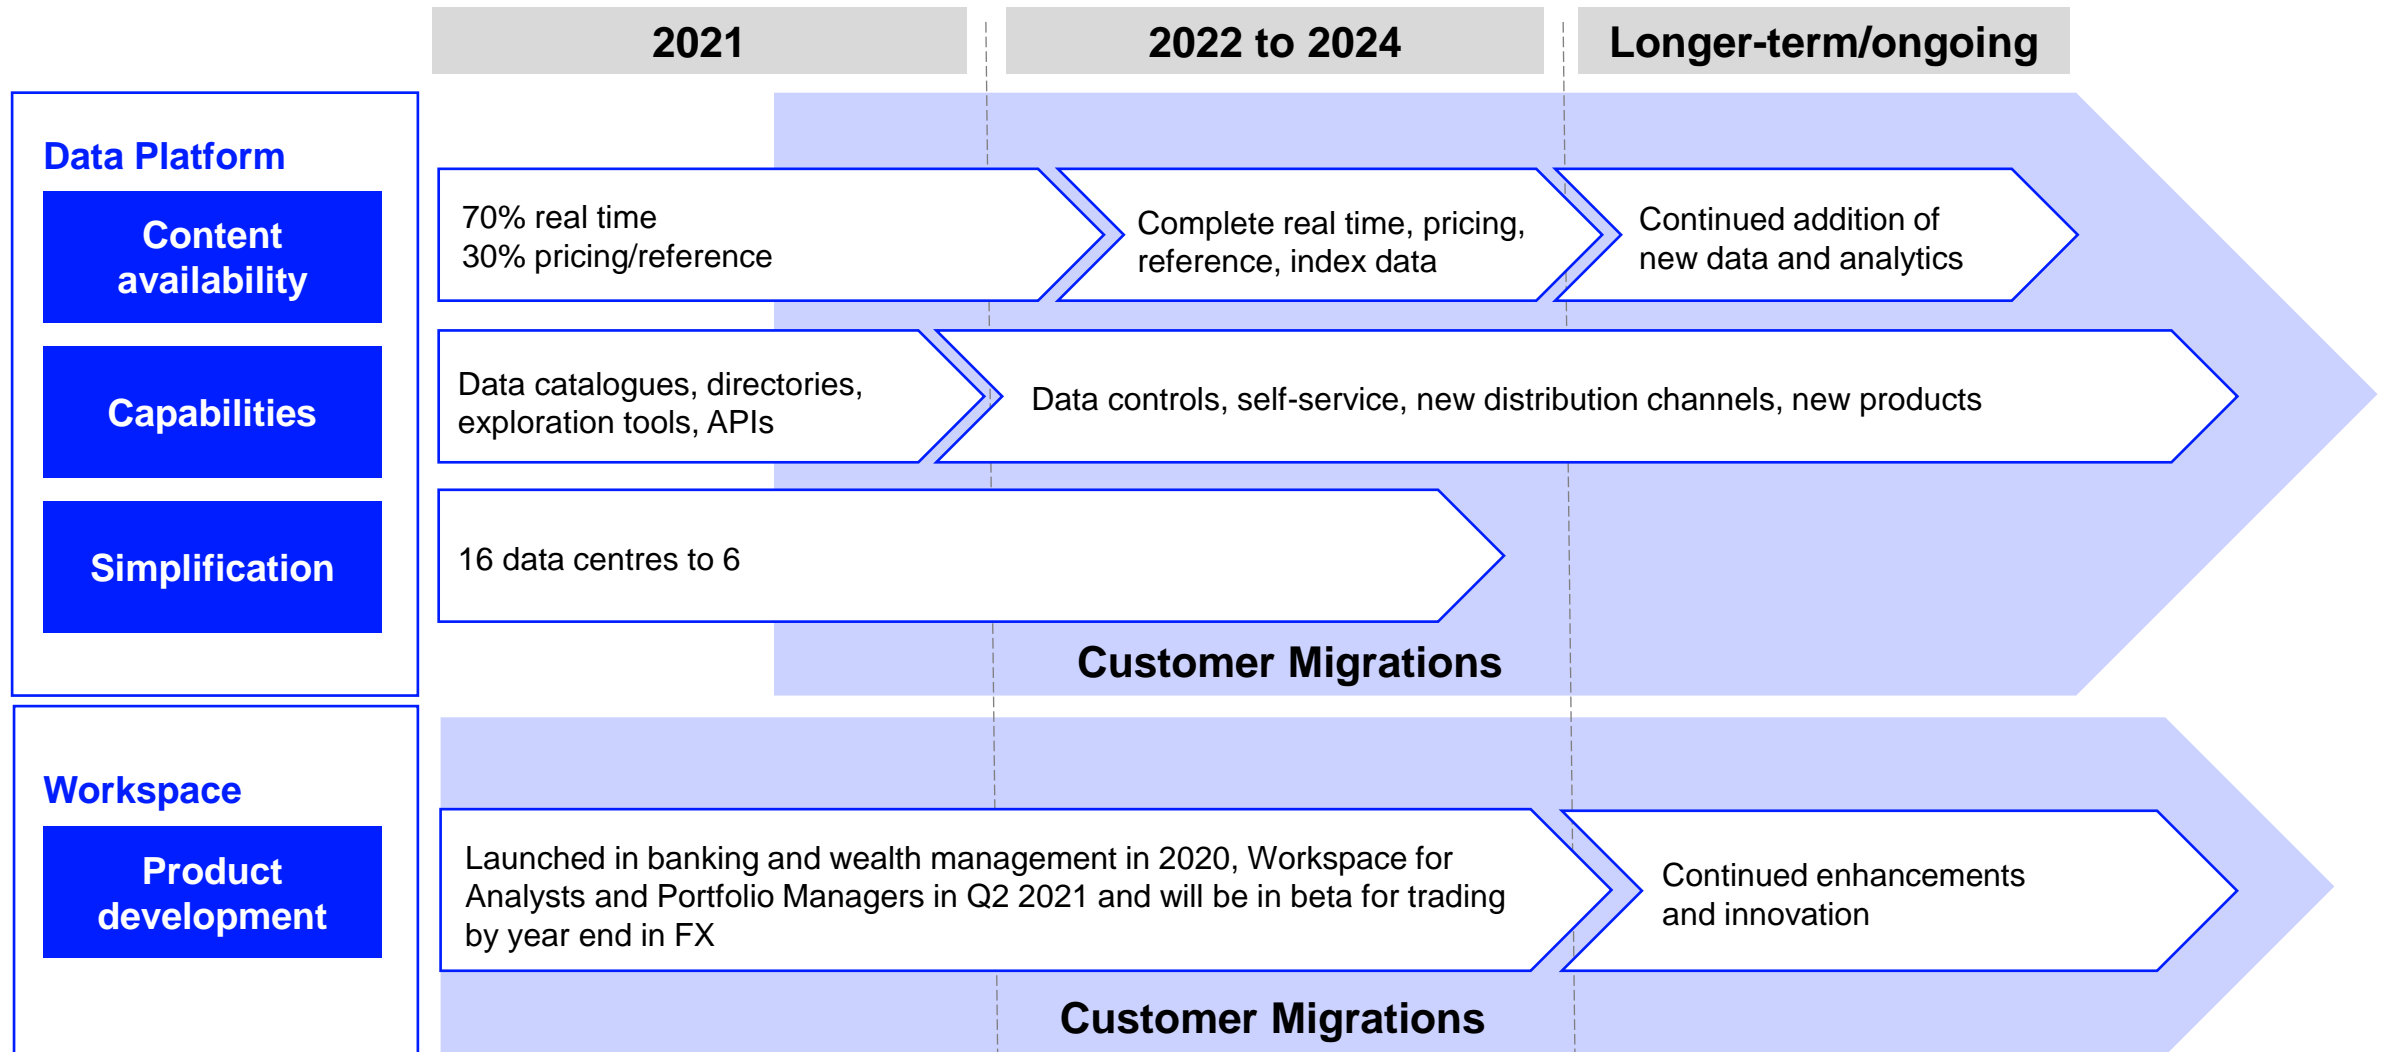 2021
2022 to 2024
Longer-term/ongoing
Data Platform
Content
availability
70% real time
30% pricing/reference
Complete real time, pricing,
reference, index data
Continued addition of
new data and analytics
Capabilities
Data catalogues, directories,
exploration tools, APIs
Data controls, self-service, new distribution channels, new products
Simplification
16 data centres to 6
Customer Migrations
Workspace
Product
development
Launched in banking and wealth management in 2020, Workspace for
Analysts and Portfolio Managers in Q2 2021 and will be in beta for trading
by year end in FX
Continued enhancements
and innovation
Customer Migrations